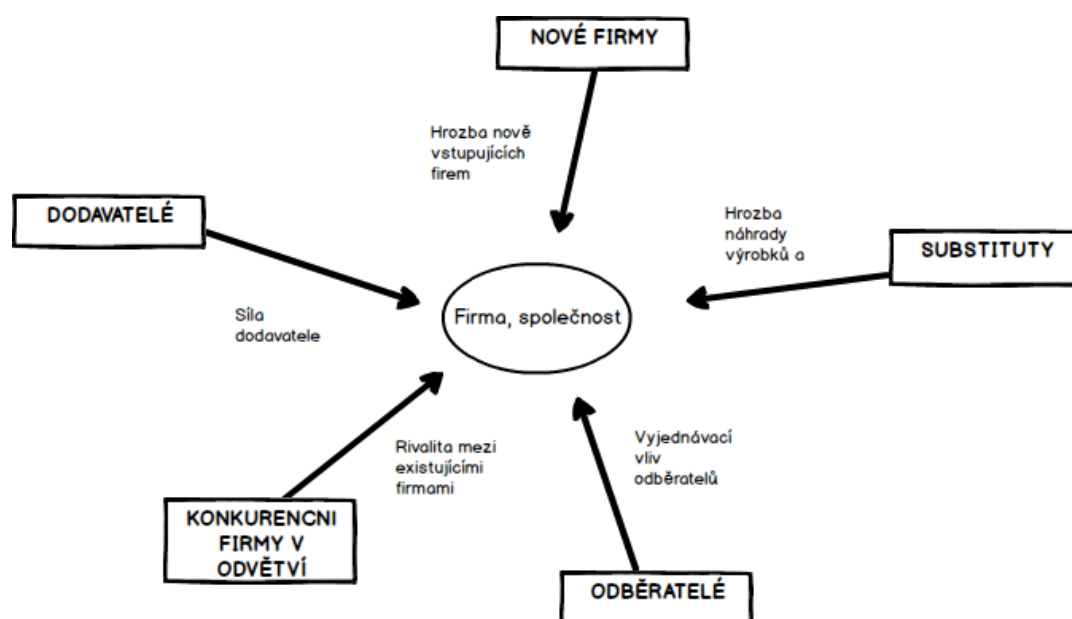 NOVÉ FIRMY
Hrozba nově
vstupujících
firem
DODAVATELÉ
Hrozba
náhrady
výrobků a
SUBSTITUTY
Síla
dodavatele
Firma, společnost
Rivalita mezi
existujícími
firmami
Vyjednávací
vliv
odběratelů
KONKURENCNI
FIRMY V
ODVĚTVÍ
ODBĚRATELÉ